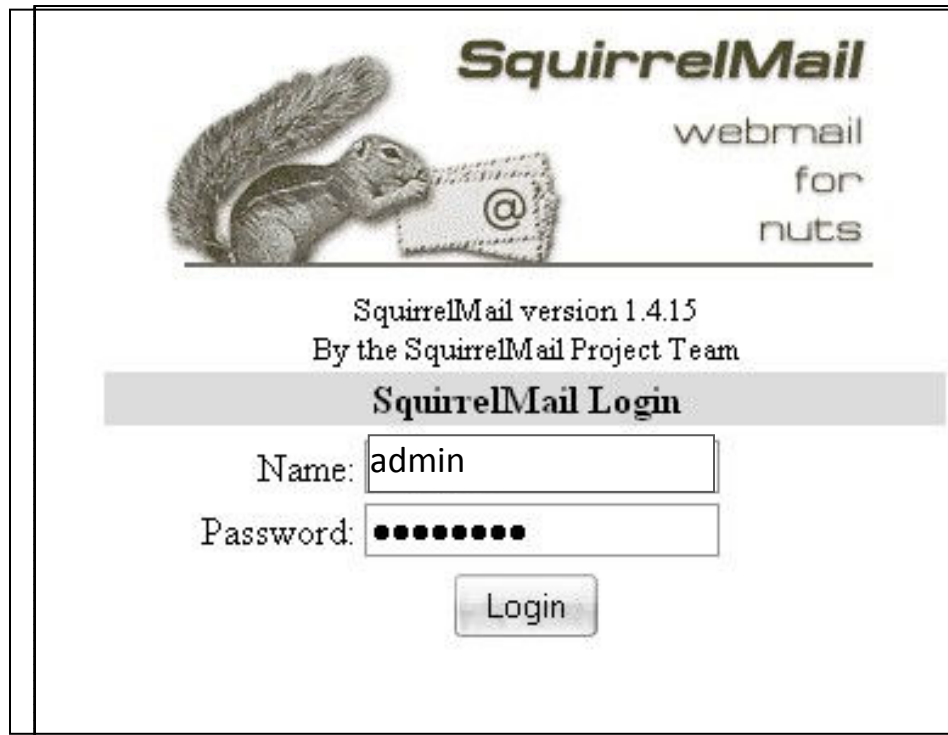 SquirrelMail
webmail
for
nuts
@
SquirrelMail version 1.4.15
By the SquirrelMail Project Team
SquirrelMail Login
Name: admin
Password: ●●●●●●●●
Login